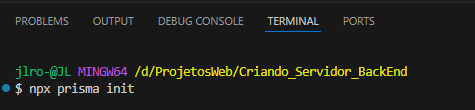 PROBLEMS OUTPUT DEBUG CONSOLE TERMINAL PORTS
jlro-@JL MINGW64 /d/ProjetosWeb/Criando_Servidor_BackEnd
$ npx prisma init